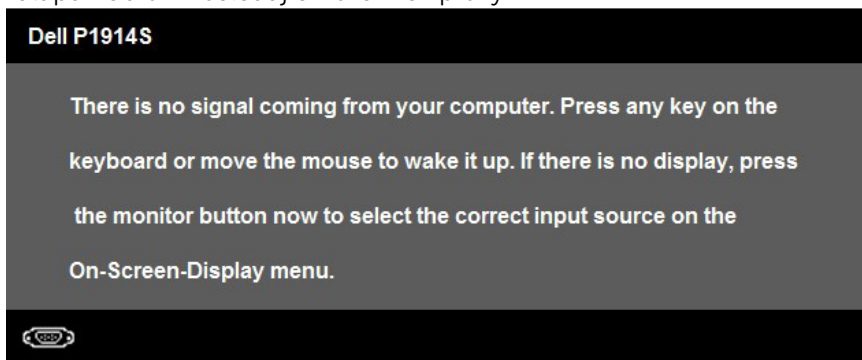 Dell P1914S
There is no signal coming from your computer. Press any key on the
keyboard or move the mouse to wake it up. If there is no display, press
the monitor button now to select the correct input source on the
On-Screen-Display menu.